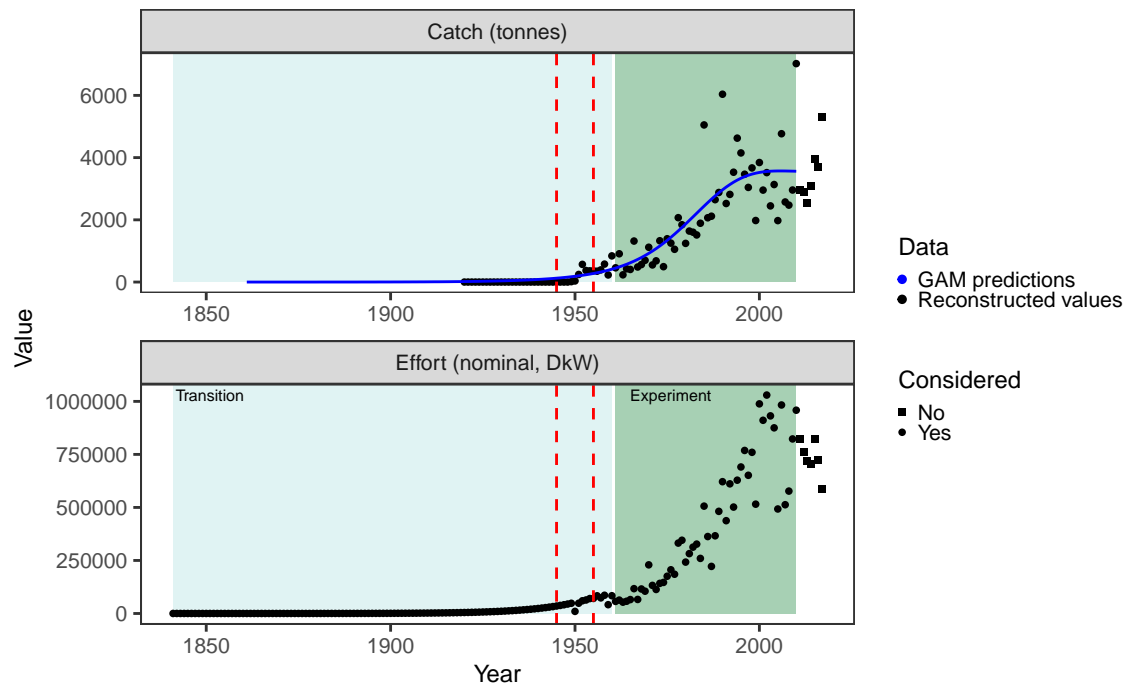 Catch (tonnes)
6000
4000
2000
0
1850
1900
1950
2000
Effort (nominal, DkW)
Transition
Experiment
1000000
750000
500000
250000
0
1850
1900
1950
2000
Year
Value
Data
GAM predictions
Reconstructed values
Considered
No
Yes